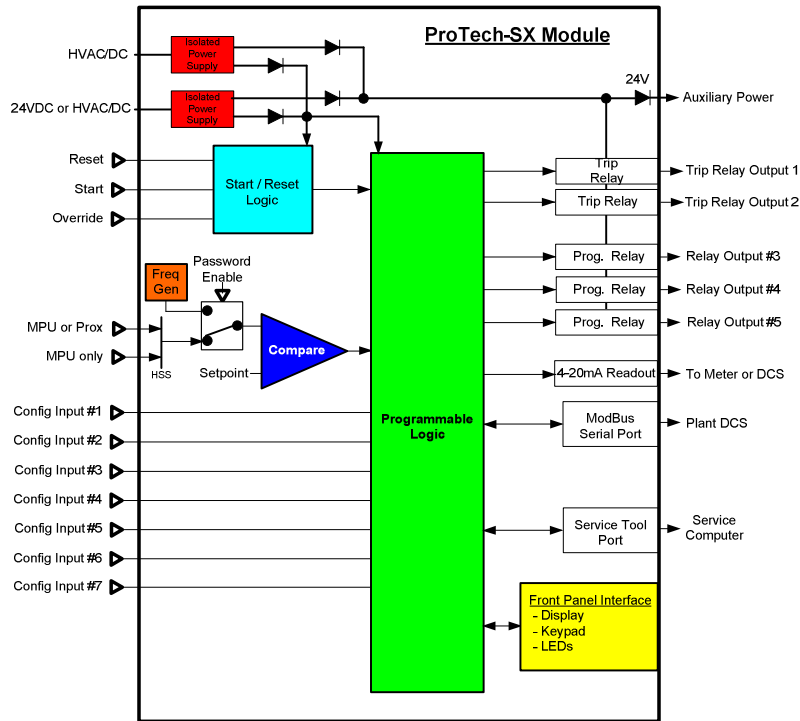 ProTech-SX Module
HVAC/DC
Isolated
Power
Supply
24VDC or HVAC/DC
Isolated
Power
Supply
24V
Auxiliary Power
Reset
Start
Override
Start / Reset
Logic
Trip
Relay
Trip Relay Output 1
Trip Relay
Trip Relay Output 2
Password
Enable
Freq
Gen
Prog. Relay
Relay Output #3
Prog. Relay
Relay Output #4
Prog. Relay
Relay Output #5
MPU or Prox
MPU only
HSS
Compare
Setpoint
4-20mA Readout
To Meter or DCS
Config Input #1
Config Input #2
Config Input #3
Config Input #4
Config Input #5
Config Input #6
Config Input #7
Programmable
Logic
ModBus
Serial Port
Plant DCS
Service Tool
Port
Service
Computer
Front Panel Interface
- Display
- Keypad
- LEDs